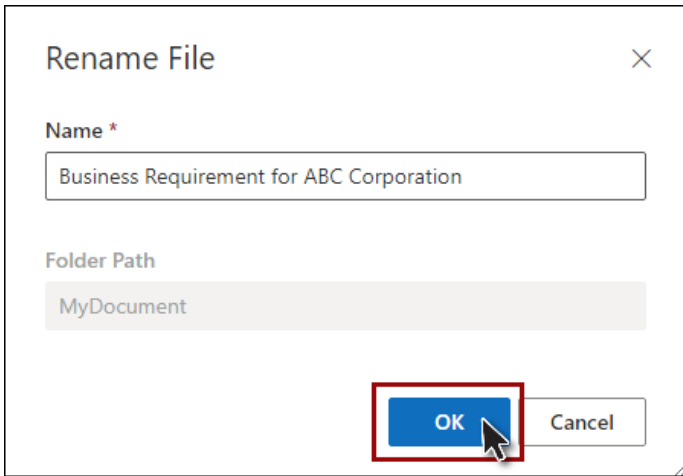 Rename File
Name *
Business Requirement for ABC Corporation
Folder Path
MyDocument
OK Cancel